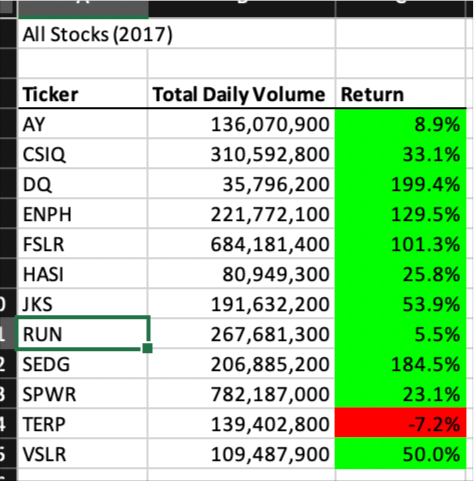 All Stocks (2017)
Ticker Total Daily Volume Return
AY 136,070,900 8.9%
CSIQ 310,592,800 33.1%
DQ 35,796,200 199.4%
ENPH 221,772,100 129.5%
FSLR 684,181,400 101.3%
HASI 80,949,300 25.8%
JKS 191,632,200 53.9%
RUN 267,681,300 5.5%
SEDG 206,885,200 184.5%
SPWR 782,187,000 23.1%
TERP 139,402,800 -7.2%
VSLR 109,487,900 50.0%